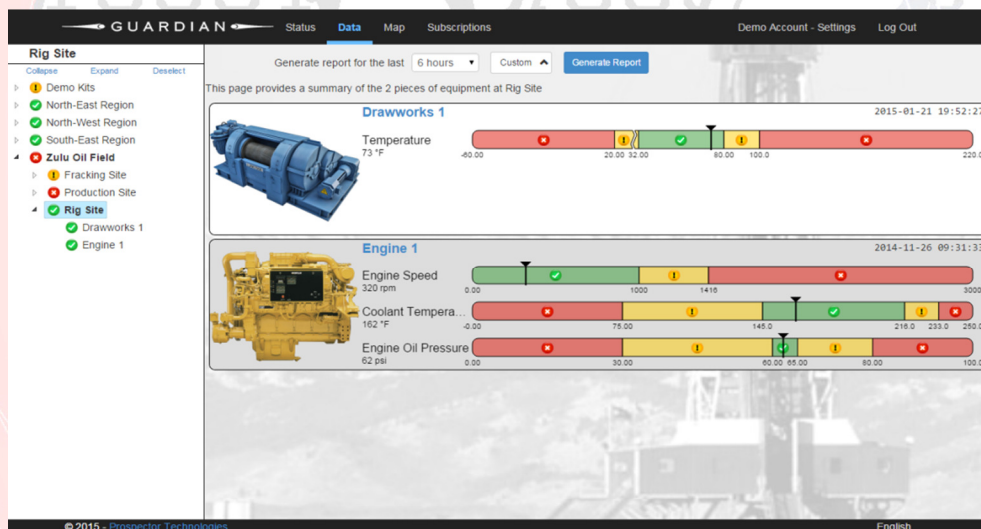 GUARDIAN Status Data Map Subscriptions Demo Account - Settings Log Out
Rig Site
Collapse Expand Deselect
Demo Kits
North-East Region
North-West Region
South-East Region
Zulu Oil Field
Fracking Site
Production Site
Rig Site
Drawworks 1
Engine 1
Generate report for the last 6 hours Custom Generate Report
This page provides a summary of the 2 pieces of equipment at Rig Site
Drawworks 1 2015-01-21 19:52:27
Temperature
73 °F
-60.00 20.00 32.00 80.00 100.0 220.0
Engine 1 2014-11-26 09:31:33
Engine Speed
320 rpm
0.00 1000 1416 3000
Coolant Tempera...
162 °F
-0.00 75.00 145.0 216.0 233.0 250.0
Engine Oil Pressure
62 psi
0.00 30.00 60.00 65.00 80.00 100.0
© 2015 - Prospector Technologies English